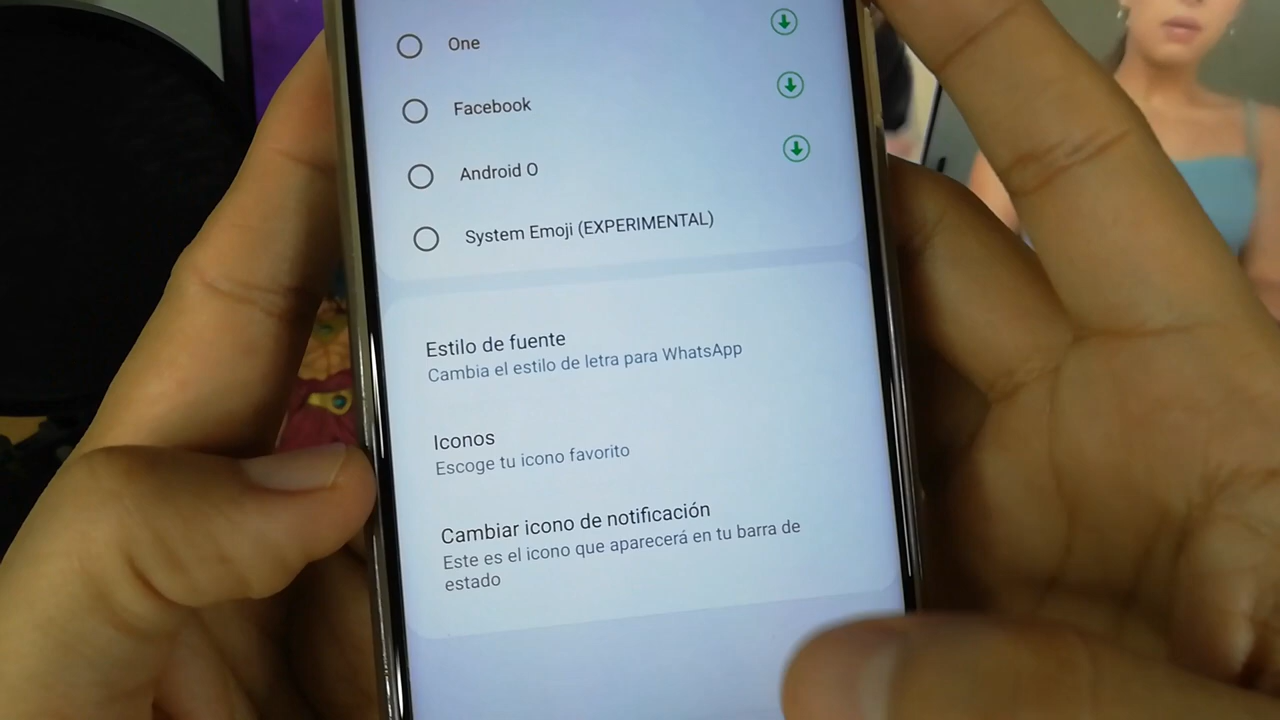 One
Facebook
Android O
System Emoji (EXPERIMENTAL)
Estilo de fuente
Cambia el estilo de letra para WhatsApp
Iconos
Escoge tu icono favorito
Cambiar icono de notificación
Este es el icono que aparecerá en tu barra de
estado